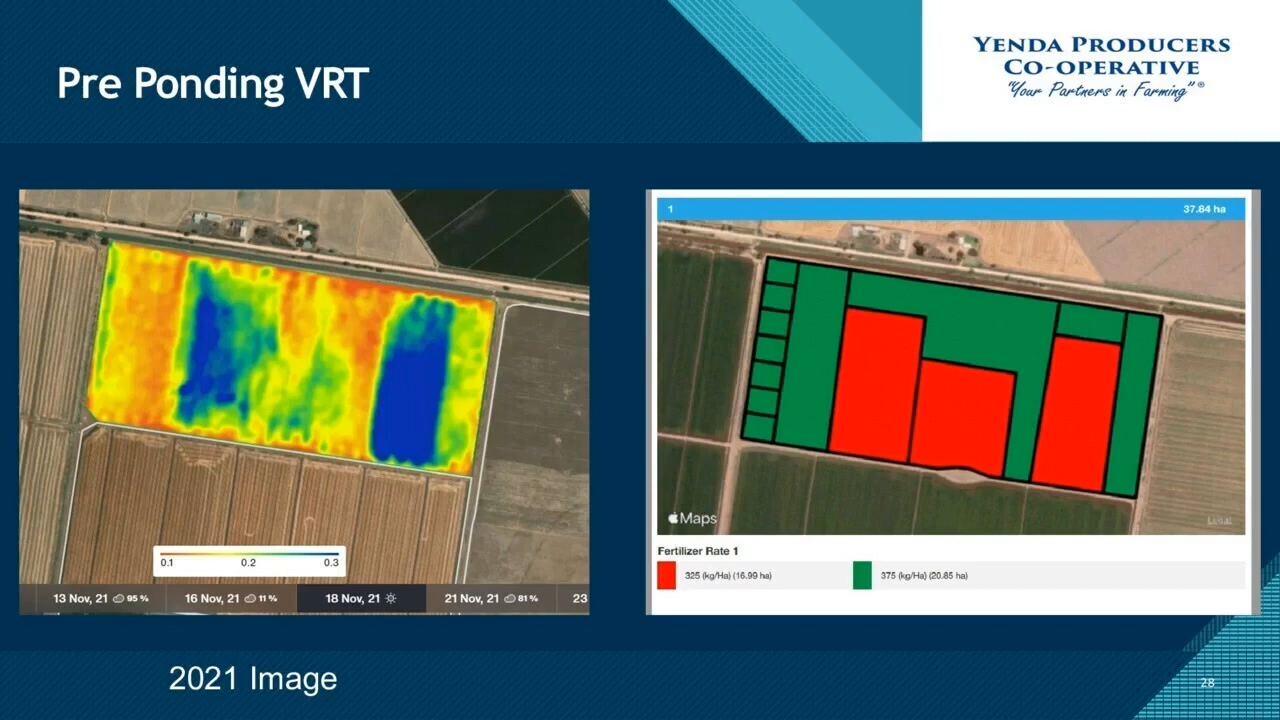 Pre Ponding VRT
YENDA PRODUCERS
CO-OPERATIVE
"Your Partners in Farming"®
1
37.84 ha
Maps
Legal
0.1 0.2 0.3
13 Nov, 21 95 % 16 Nov, 21 11 % 18 Nov, 21 21 Nov, 21 81 % 23
Fertilizer Rate 1
325 (kg/Ha) (16.99 ha) 375 (kg/Ha) (20.85 ha)
2021 Image
28